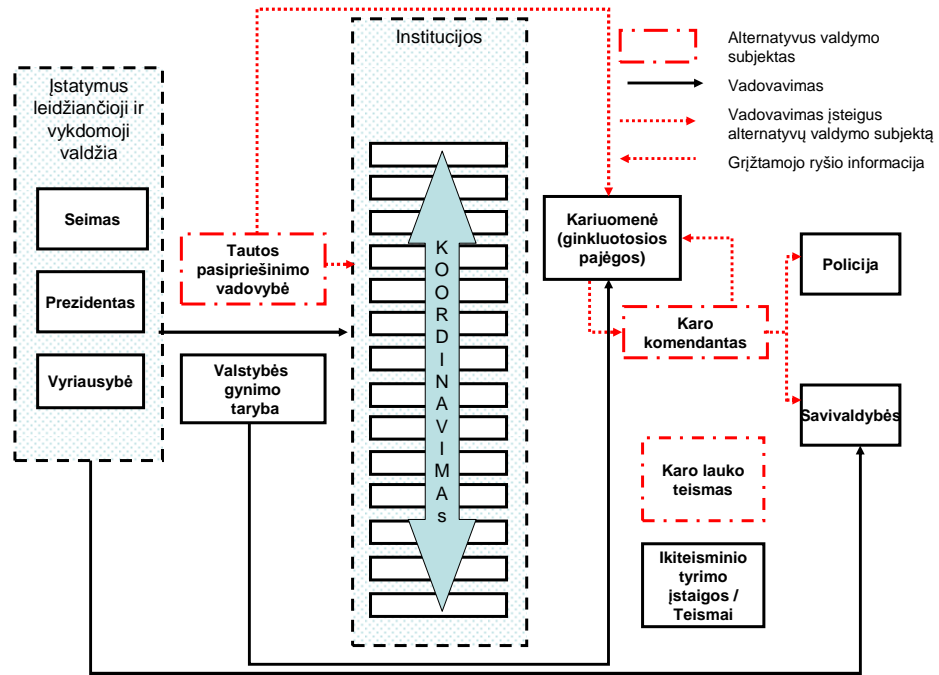 Įstatymus
leidžiančioji ir
vykdomoji
valdžia
Seimas
Prezidentas
Vyriausybė
Tautos
pasipriešinimo
vadovybė
Valstybės
gynimo
taryba
Institucijos
KOORDINAVIMAs
Kariuomenė
(ginkluotosios
pajėgos)
Karo
komendantas
Policija
Savivaldybės
Karo lauko
teismas
Ikiteisminio
tyrimo
įstaigos /
Teismai
Alternatyvus valdymo
subjektas
Vadovavimas
Vadovavimas įsteigus
alternatyvų valdymo subjektą
Grįžtamojo ryšio informacija